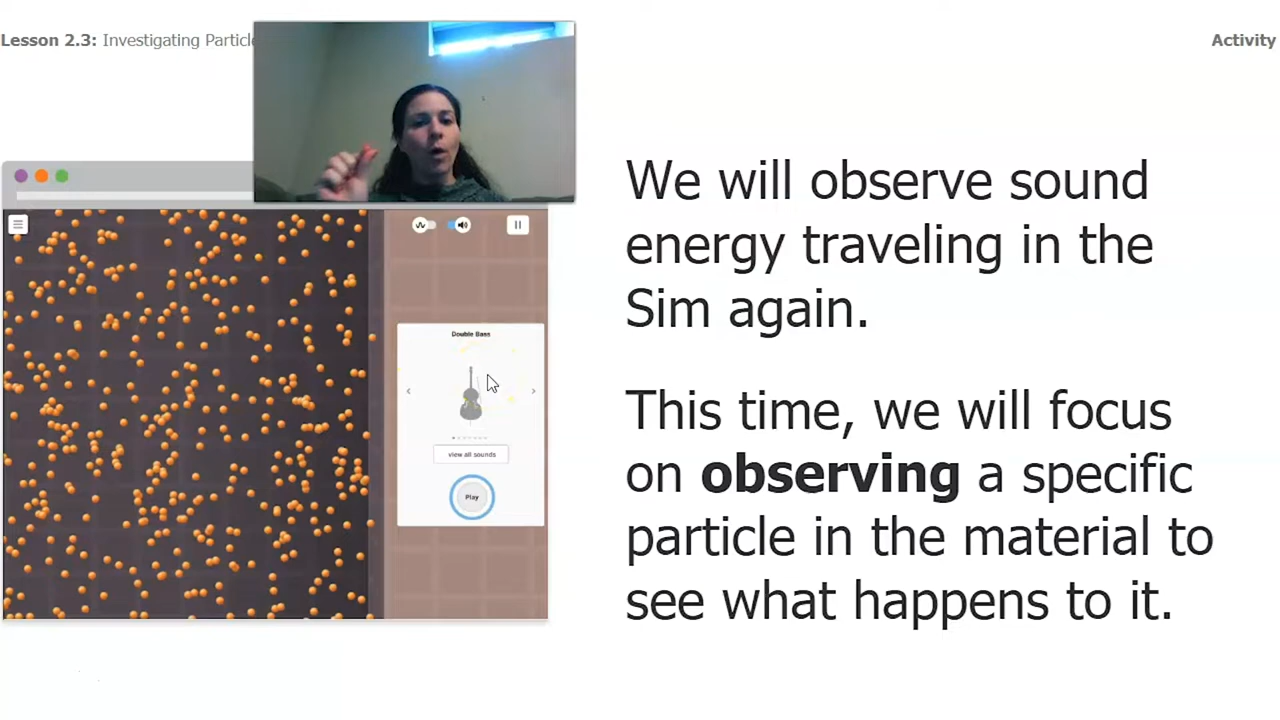 Lesson 2.3: Investigating Particle
Activity
We will observe sound
energy traveling in the
Sim again.
This time, we will focus
on observing a specific
particle in the material to
see what happens to it.
Double Bass
view all sounds
Play